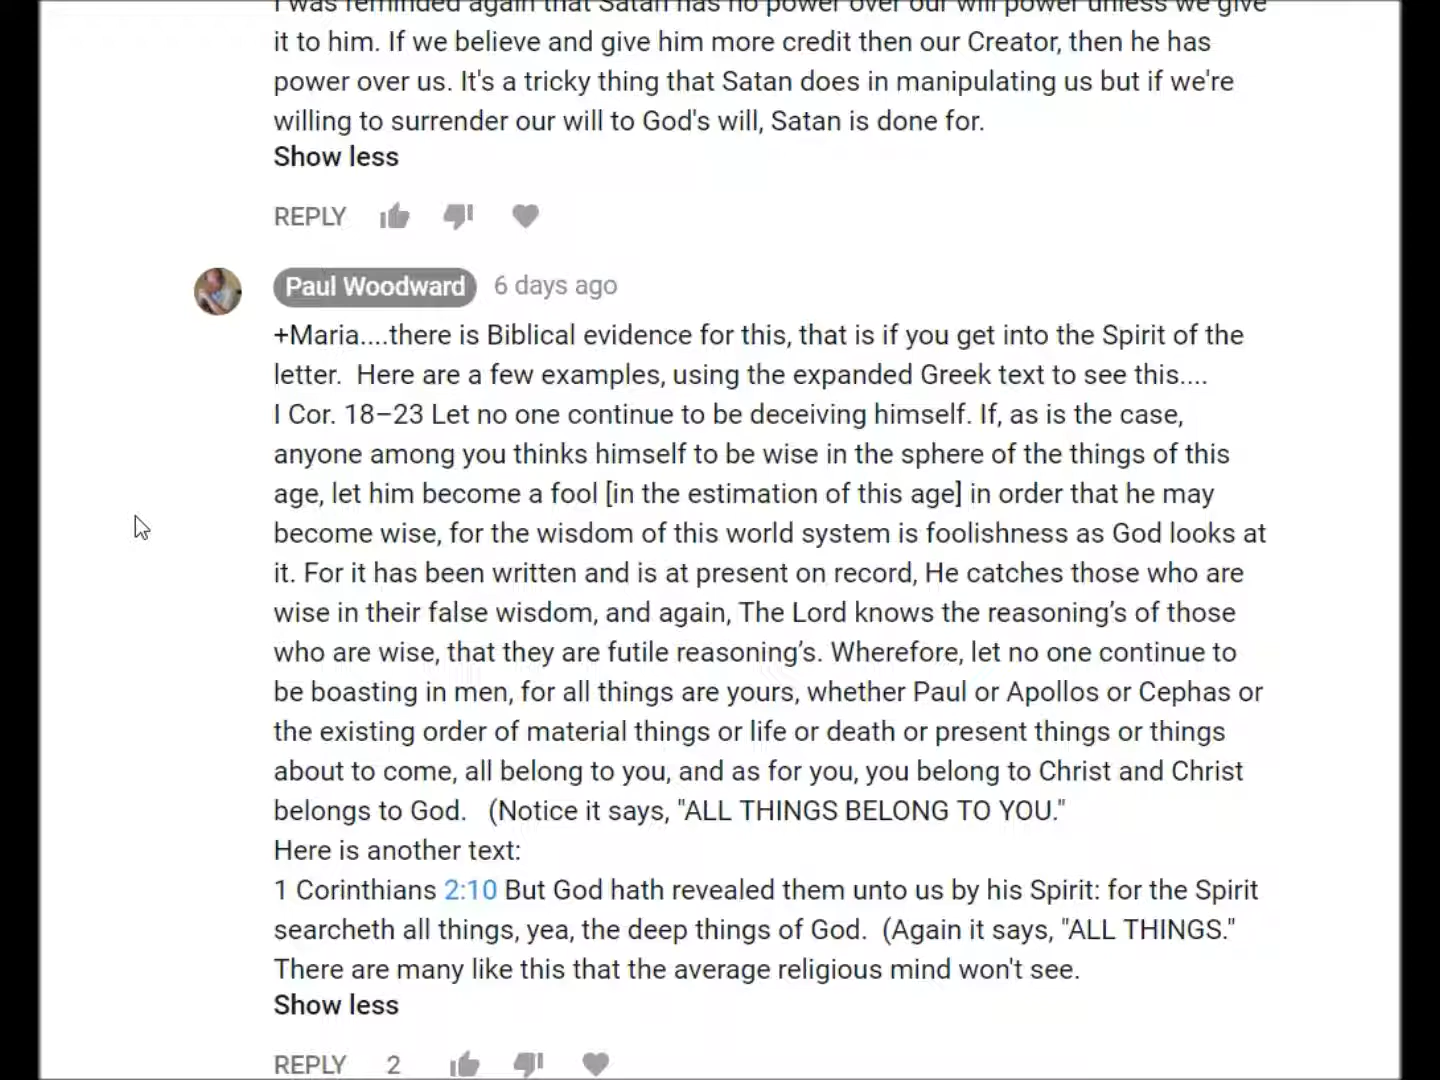 I was reminded again that Satan has no power over our will power unless we give
it to him. If we believe and give him more credit then our Creator, then he has
power over us. It's a tricky thing that Satan does in manipulating us but if we're
willing to surrender our will to God's will, Satan is done for.
Show less
REPLY
Paul Woodward 6 days ago
+Maria....there is Biblical evidence for this, that is if you get into the Spirit of the
letter.  Here are a few examples, using the expanded Greek text to see this....
I Cor. 18–23 Let no one continue to be deceiving himself. If, as is the case,
anyone among you thinks himself to be wise in the sphere of the things of this
age, let him become a fool [in the estimation of this age] in order that he may
become wise, for the wisdom of this world system is foolishness as God looks at
it. For it has been written and is at present on record, He catches those who are
wise in their false wisdom, and again, The Lord knows the reasoning’s of those
who are wise, that they are futile reasoning’s. Wherefore, let no one continue to
be boasting in men, for all things are yours, whether Paul or Apollos or Cephas or
the existing order of material things or life or death or present things or things
about to come, all belong to you, and as for you, you belong to Christ and Christ
belongs to God.   (Notice it says, "ALL THINGS BELONG TO YOU."
Here is another text:
1 Corinthians 2:10 But God hath revealed them unto us by his Spirit: for the Spirit
searcheth all things, yea, the deep things of God.  (Again it says, "ALL THINGS."
There are many like this that the average religious mind won't see.
Show less
REPLY 2